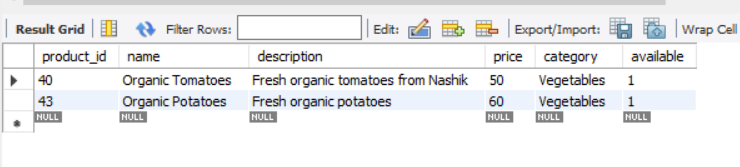 Result Grid Filter Rows: Edit: Export/Import: Wrap Cell
product_id name description price category available
40 Organic Tomatoes Fresh organic tomatoes from Nashik 50 Vegetables 1
43 Organic Potatoes Fresh organic potatoes 60 Vegetables 1
NULL NULL NULL NULL NULL NULL